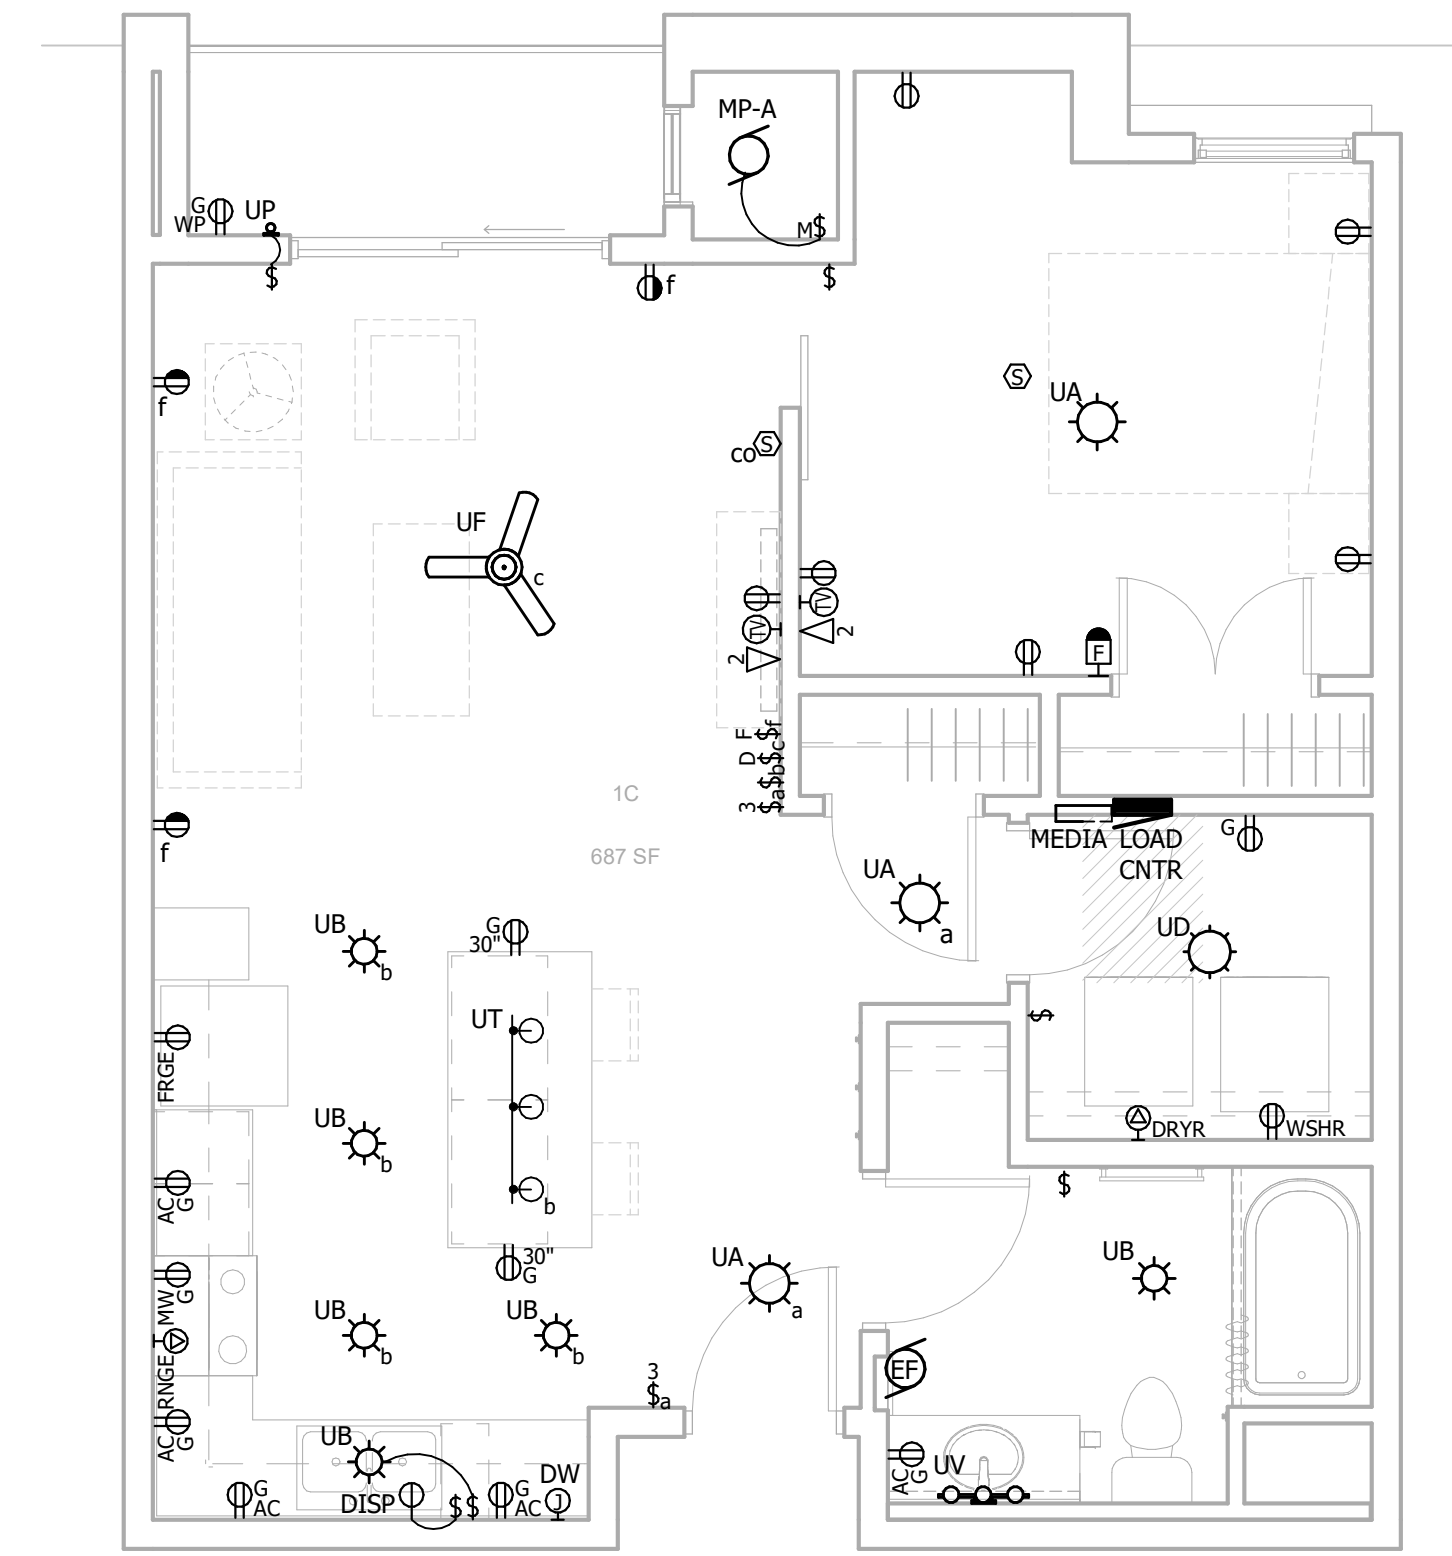 MP-A
G
WP
UP
M$
$
$
f
f
S
UA
co S
UF
c
TV
TV
2
2
F
F $f
D $c
$b
3 $a
1C
MEDIA LOAD
CNTR
G
f
687 SF
UA
a
UB
b
G
30"
UD
UT
$
FRGE
UB
b
DRYR
WSHR
AC
G
b
$
30"
G
UA
a
UB
MW
G
UB
b
UB
b
RNGE
3
$a
EF
AC
G
UB
UV
AC
G
DISP
G
AC
$$
G
AC
DW
J